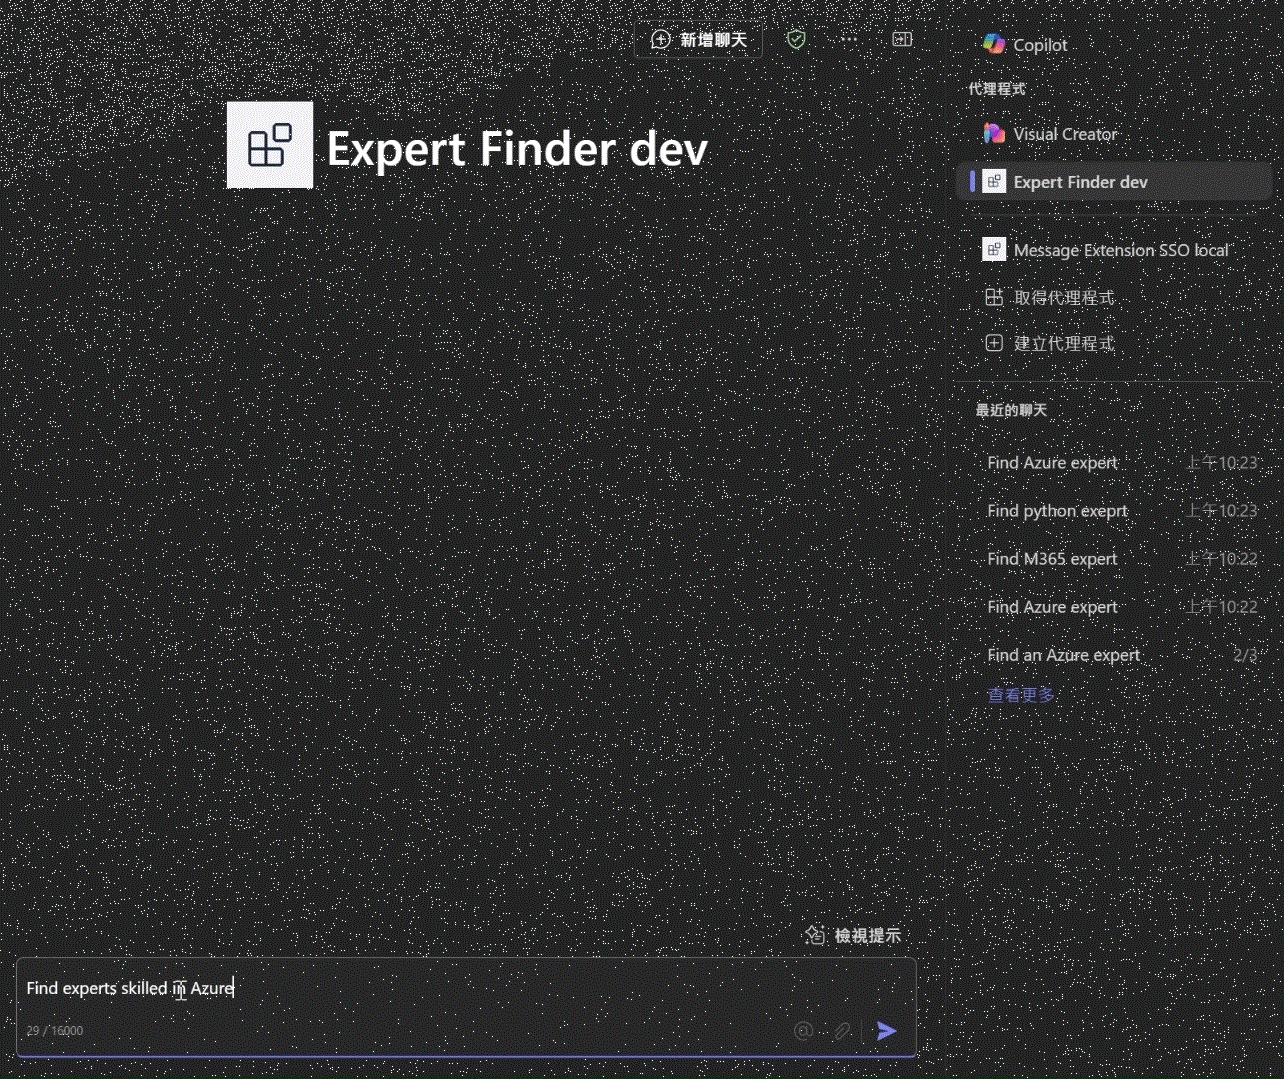 新增聊天
Expert Finder dev
檢視提示
Find experts skilled in Azure
29 / 16000
Copilot
代理程式
Visual Creator
Expert Finder dev
Message Extension SSO local
取得代理程式
建立代理程式
最近的聊天
Find Azure expert 上午10:23
Find python exeprt 上午10:23
Find M365 expert 上午10:22
Find Azure expert 上午10:22
Find an Azure expert 2/3
查看更多